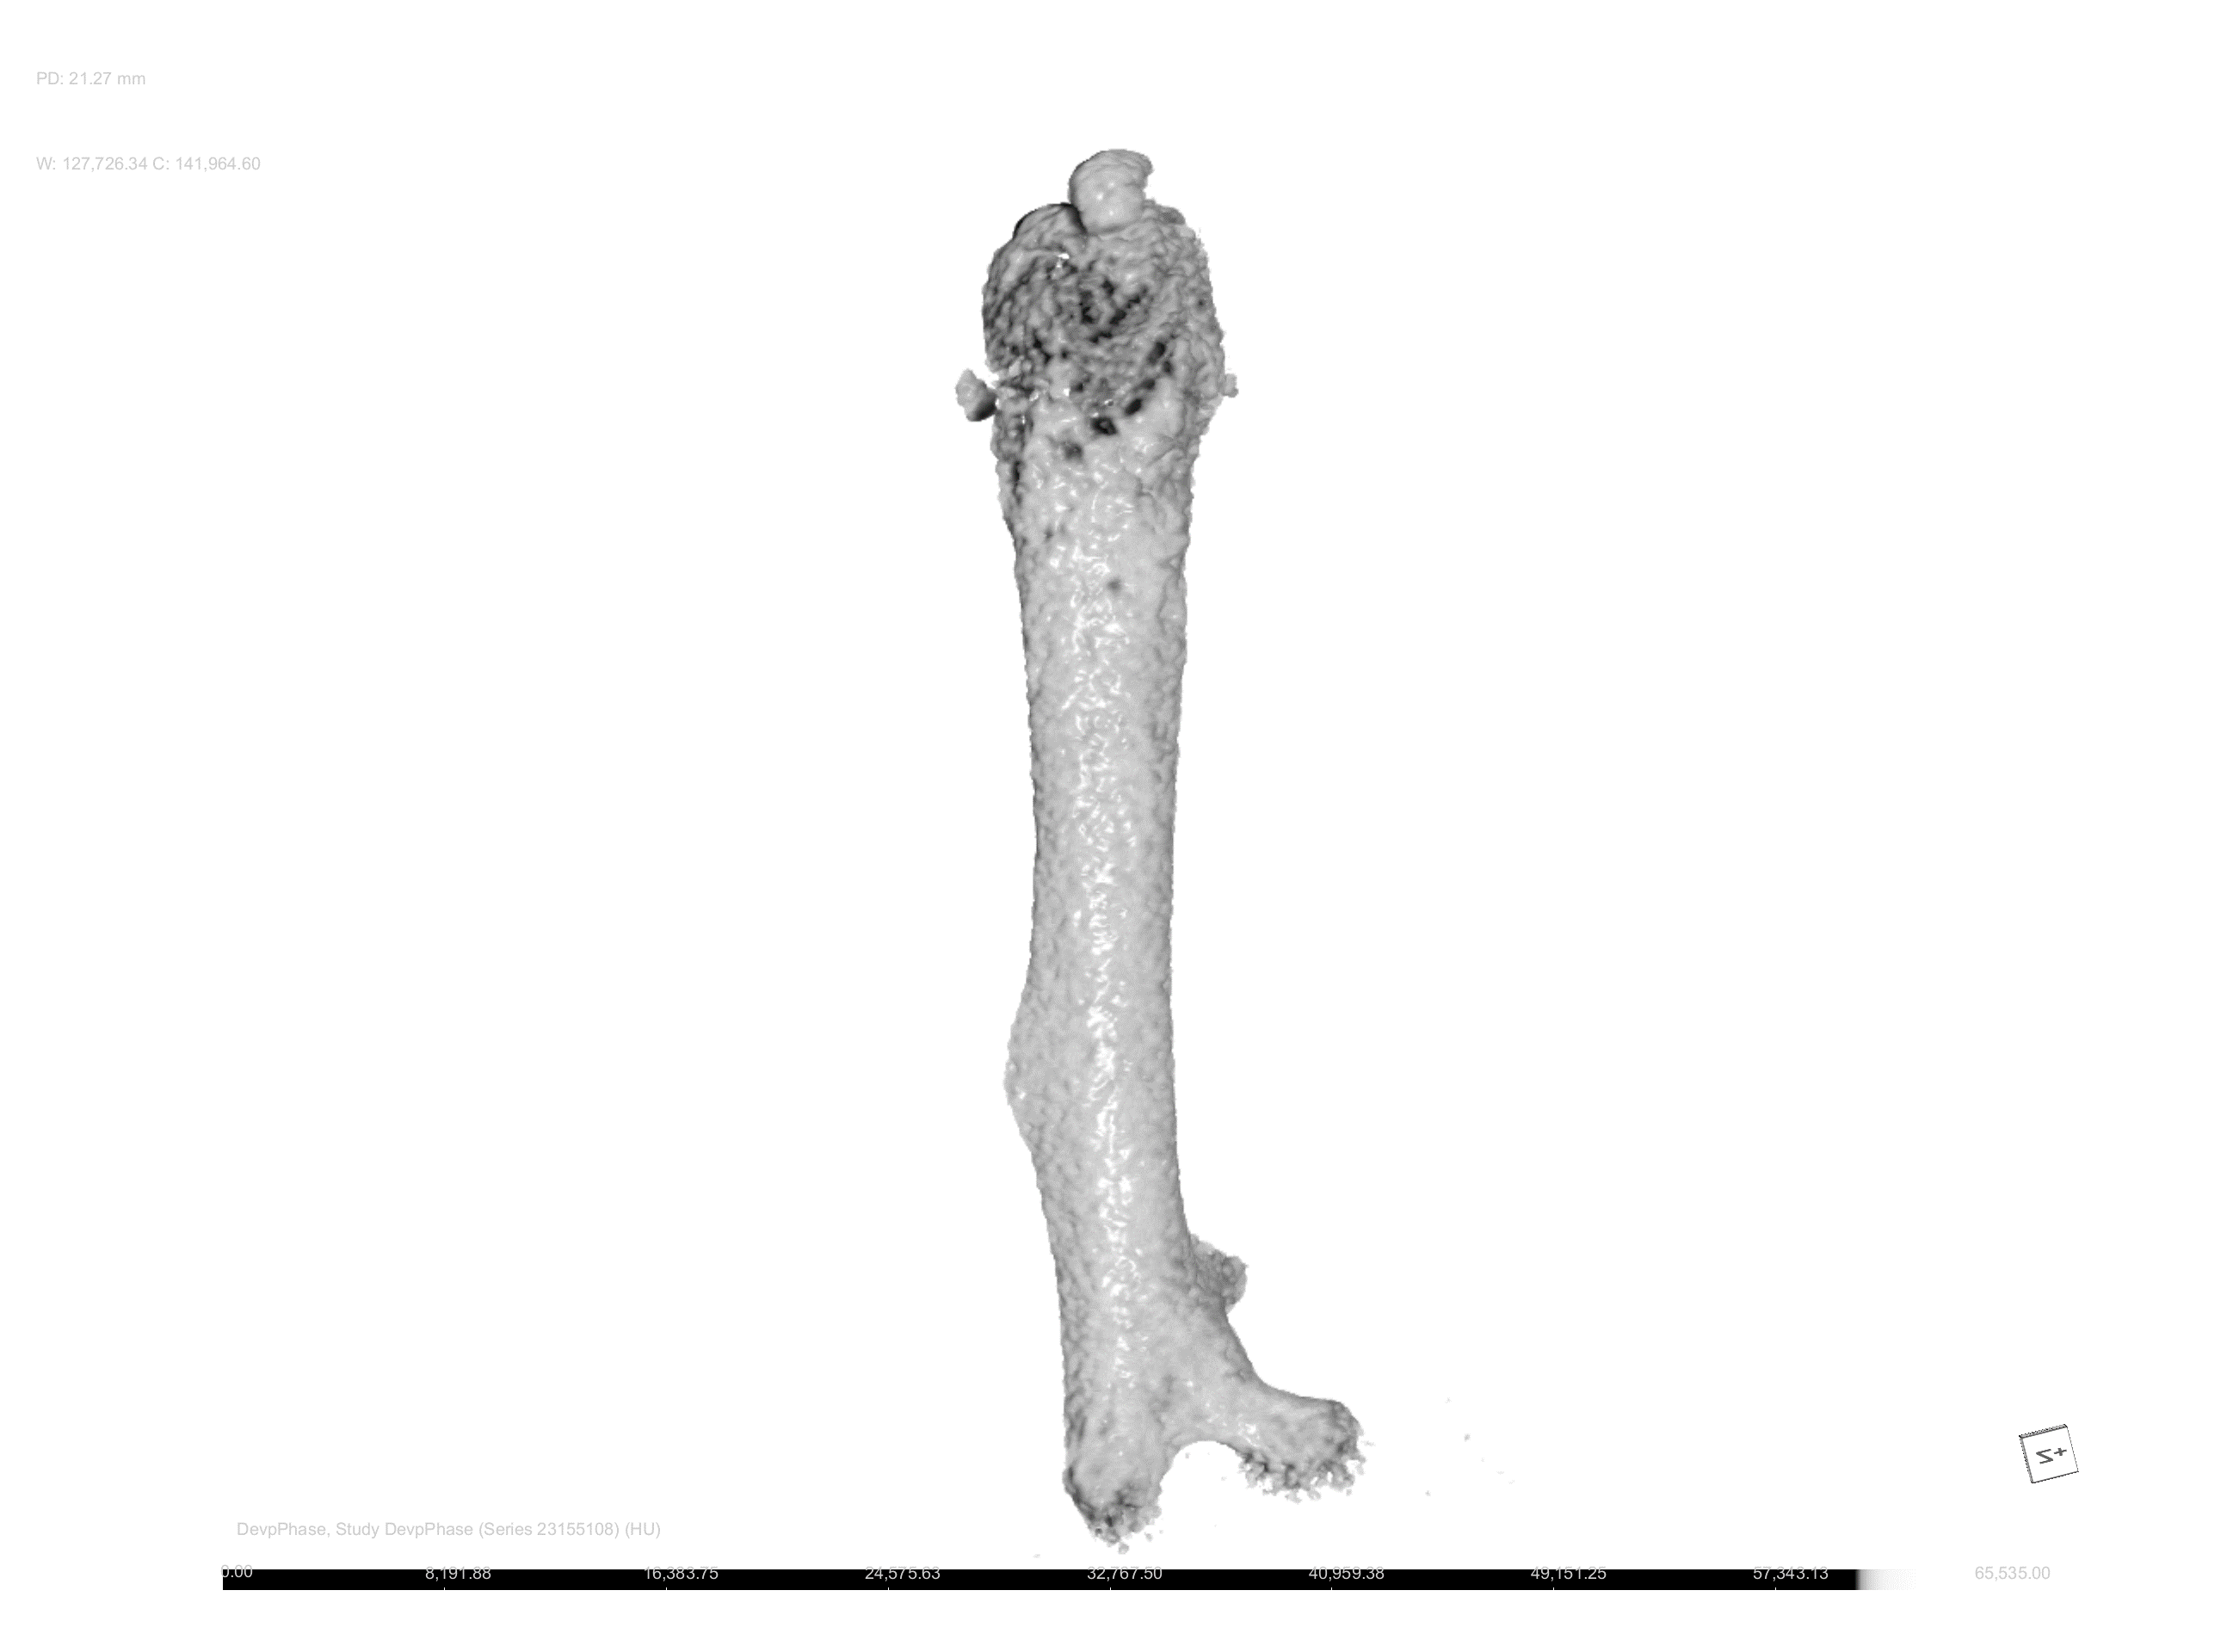 PD: 21.27 mm
W: 127,726.34 C: 141,964.60
+Z
DevpPhase, Study DevpPhase (Series 23155108) (HU)
0.00 8,191.88 16,383.75 24,575.63 32,767.50 40,959.38 49,151.25 57,343.13 65,535.00